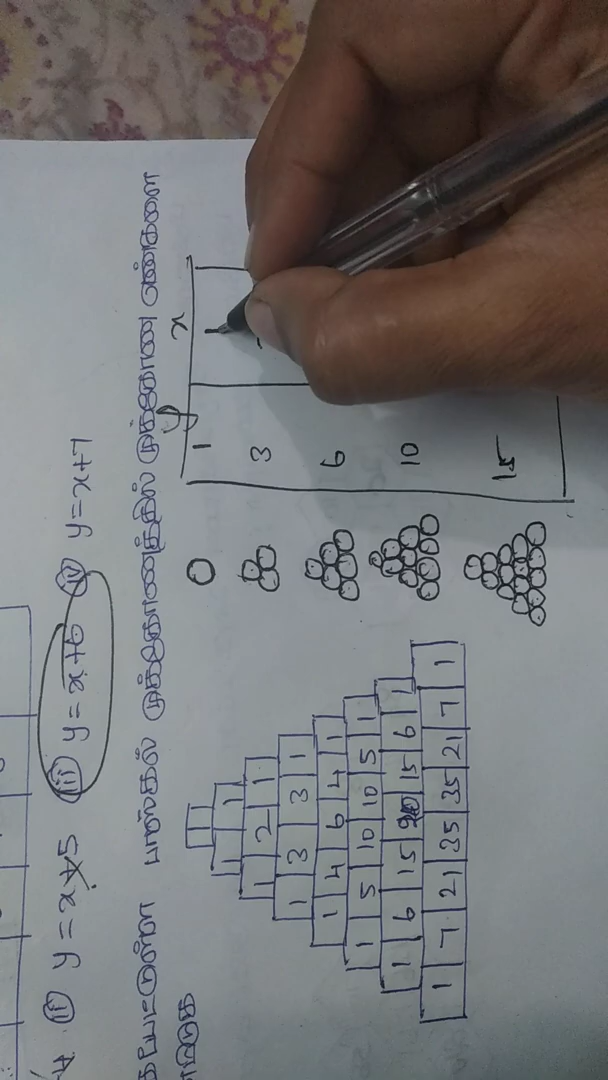 (ii) y = x+5 (iii) y = x+6 (iv) y = x+7
பாஸ்கல் முக்கோணத்தில் முக்கோண எண்களை
1
1 1
1 2 1
1 3 3 1
1 4 6 4 1
1 5 10 10 5 1
1 6 15 20 15 6 1
1 7 21 35 35 21 7 1
y x
1
3
6
10
15